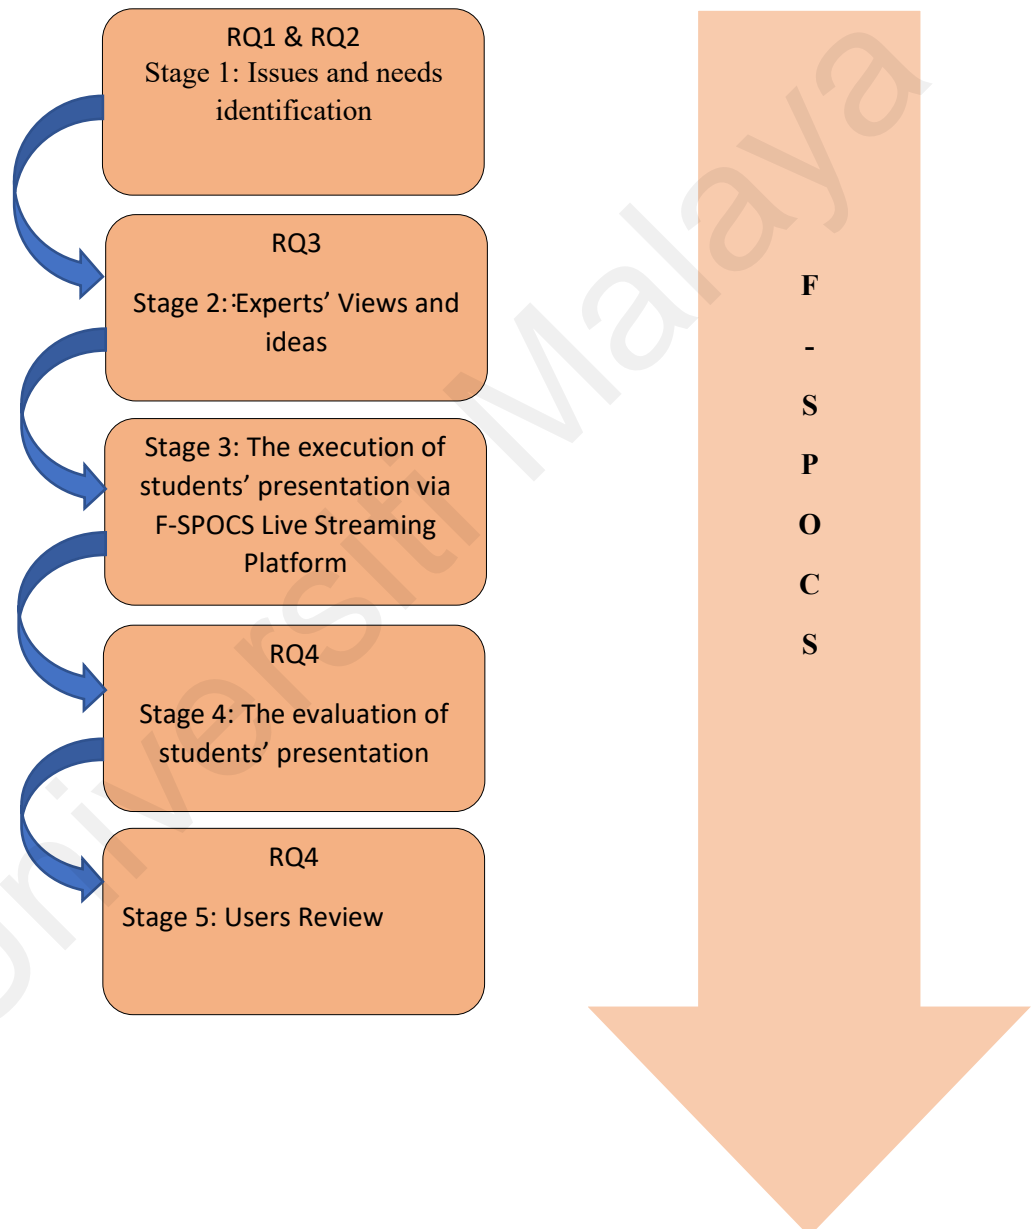 RQ1 & RQ2
Stage 1: Issues and needs
identification
RQ3
Stage 2: Experts’ Views and
ideas
Stage 3: The execution of
students’ presentation via
F-SPOCS Live Streaming
Platform
RQ4
Stage 4: The evaluation of
students’ presentation
RQ4
Stage 5: Users Review
F
-
S
P
O
C
S
Universiti Malaya